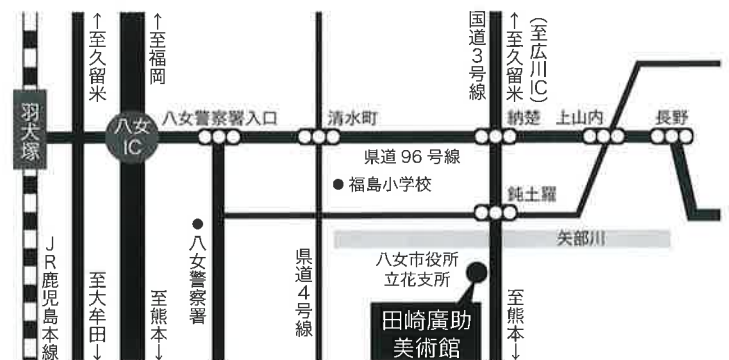 ←至久留米
←至福岡
国道3号線
←至久留米
（至広川IC）
羽犬塚
八女
IC
八女警察署入口
清水町
納楚
上山内
長野
県道96号線
福島小学校
鈍土羅
矢部川
八女警察署
県道4号線
八女市役所
立花支所
JR鹿児島本線
至大牟田→
至熊本→
至熊本→
田崎廣助
美術館